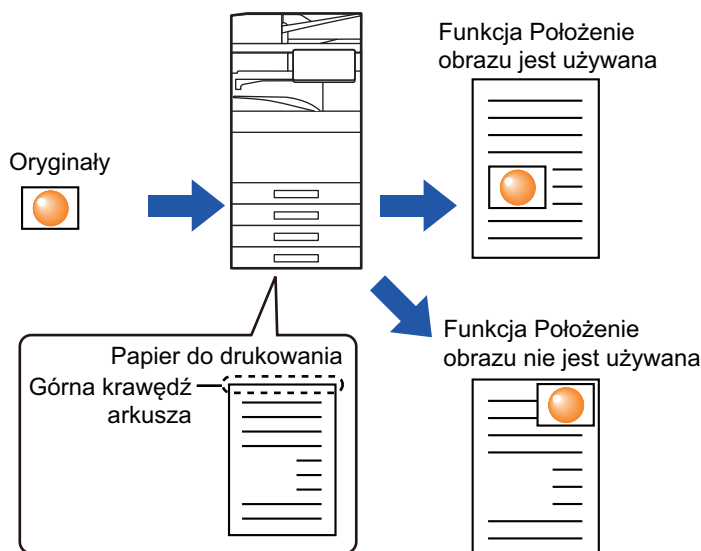 Funkcja Położenie
obrazu jest używana
Oryginały
Funkcja Położenie
obrazu nie jest używana
Papier do drukowania
Górna krawędź
arkusza